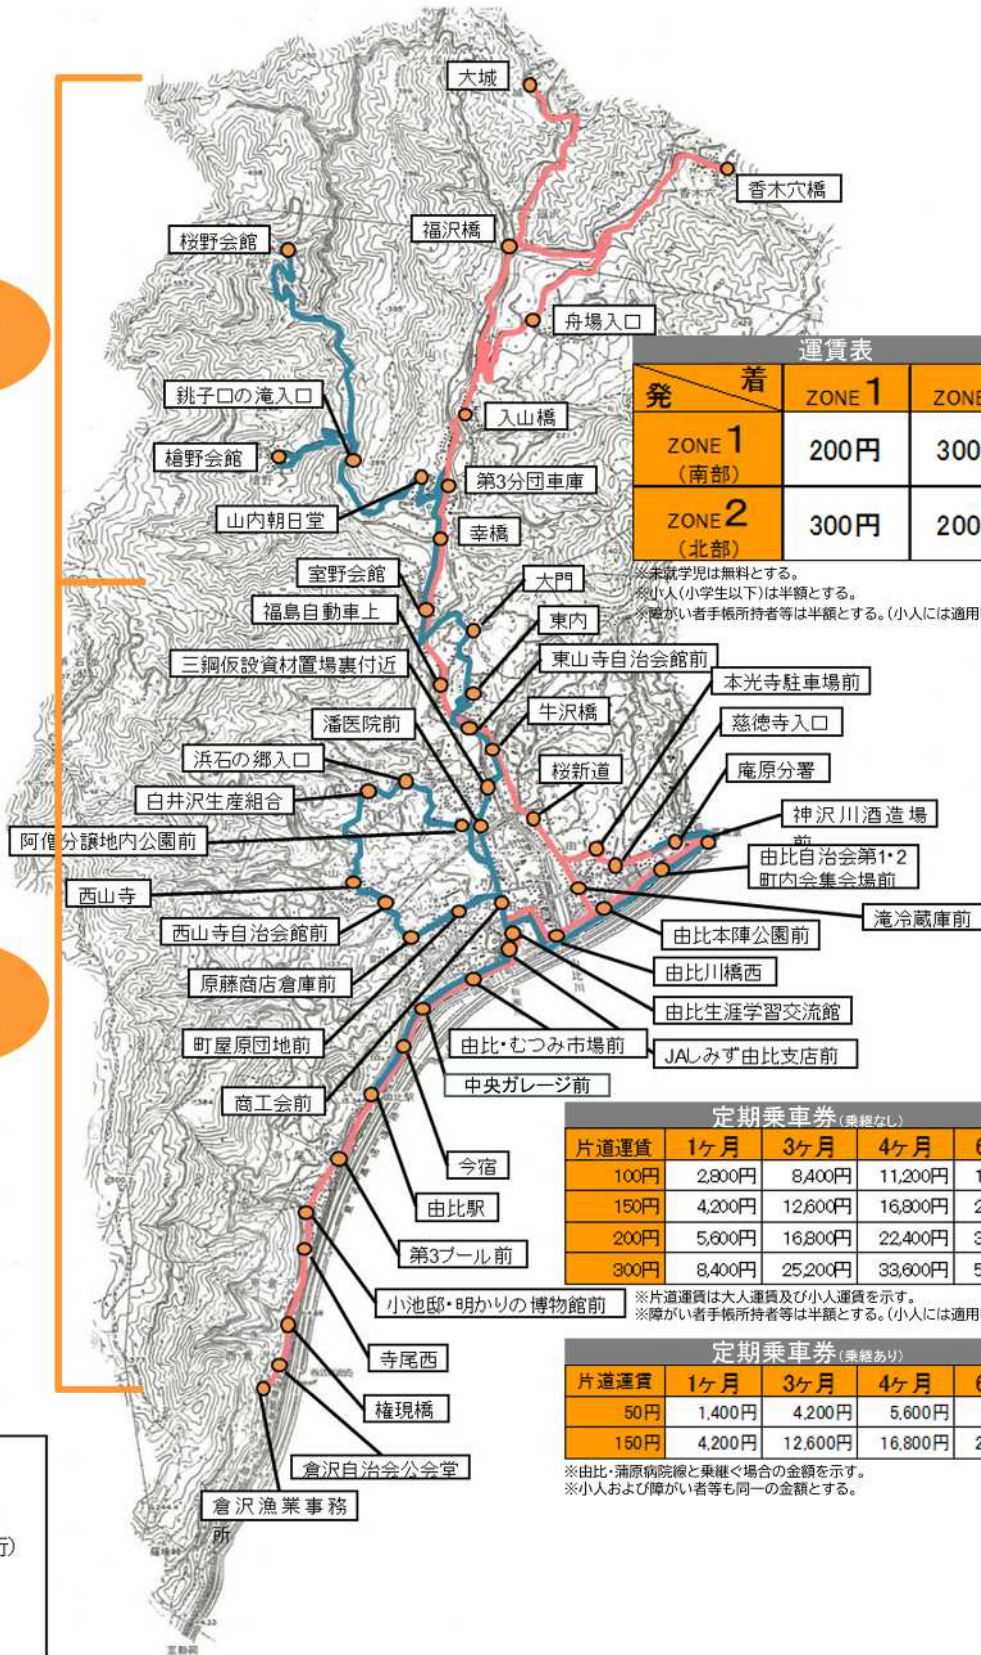 大城
香木穴橋
福沢橋
桜野会館
舟場入口
銚子口の滝入口
入山橋
槍野会館
第3分団車庫
山内朝日堂
幸橋
室野会館
大門
福島自動車上
東内
三鋼仮設資材置場裏付近
東山寺自治会館前
本光寺駐車場前
潘医院前
牛沢橋
慈徳寺入口
浜石の郷入口
桜新道
庵原分署
白井沢生産組合
神沢川酒造場
前
阿僧分譲地内公園前
由比自治会第1・2
町内会集会場前
西山寺
滝冷蔵庫前
西山寺自治会館前
由比本陣公園前
原藤商店倉庫前
由比川橋西
町屋原団地前
由比生涯学習交流館
由比・むつみ市場前
JAしみず由比支店前
商工会前
中央ガレージ前
今宿
由比駅
第3プール前
小池邸・明かりの博物館前
寺尾西
権現橋
倉沢自治会公会堂
倉沢漁業事務
所
運賃表
発 着 ZONE 1 ZONE
ZONE 1 200円 300
(南部)
ZONE 2 300円 200
(北部)
※未就学児は無料とする。
※小人(小学生以下)は半額とする。
※障がい者手帳所持者等は半額とする。(小人には適用
定期乗車券(乗継なし)
片道運賃 1ヶ月 3ヶ月 4ヶ月 6
100円 2,800円 8,400円 11,200円 1
150円 4,200円 12,600円 16,800円 2
200円 5,600円 16,800円 22,400円 3
300円 8,400円 25,200円 33,600円 5
※片道運賃は大人運賃及び小人運賃を示す。
※障がい者手帳所持者等は半額とする。(小人には適用
定期乗車券(乗継あり)
片道運賃 1ヶ月 3ヶ月 4ヶ月 6
50円 1,400円 4,200円 5,600円
150円 4,200円 12,600円 16,800円 2
※由比・蒲原病院線と乗継ぐ場合の金額を示す。
※小人および障がい者等も同一の金額とする。
行)